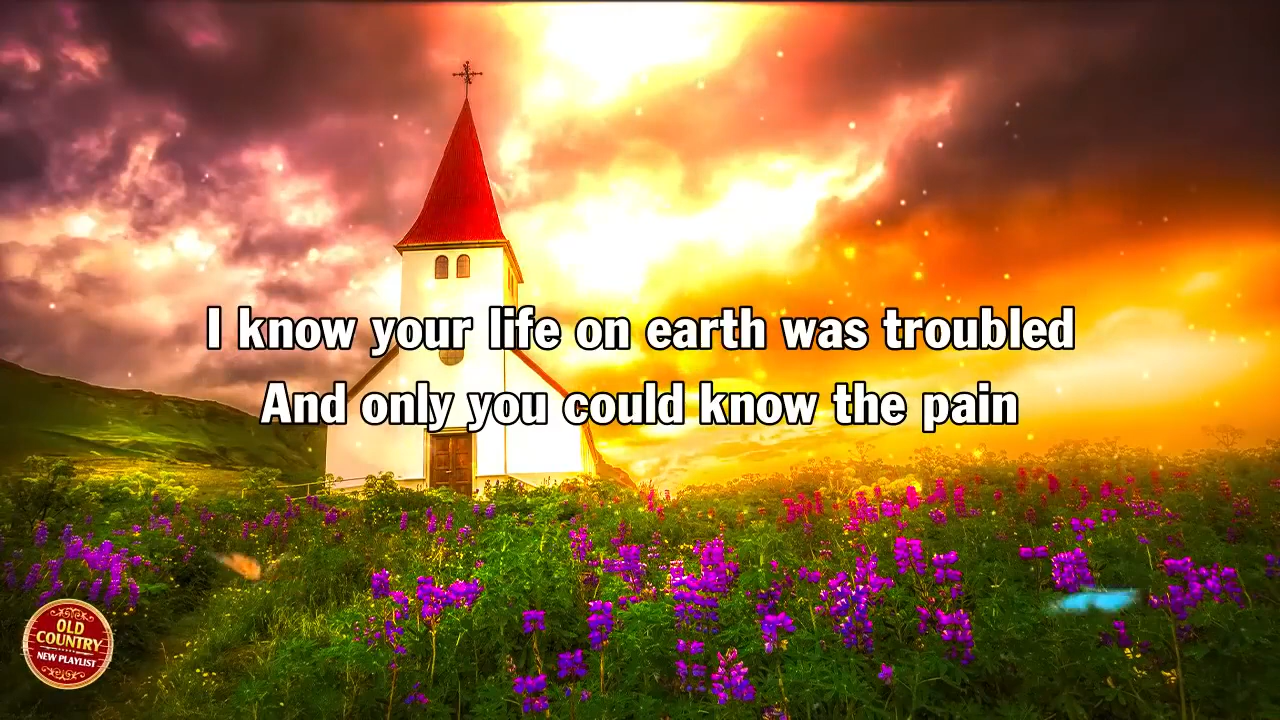 I know your life on earth was troubled
And only you could know the pain
OLD
COUNTRY
NEW PLAYLIST